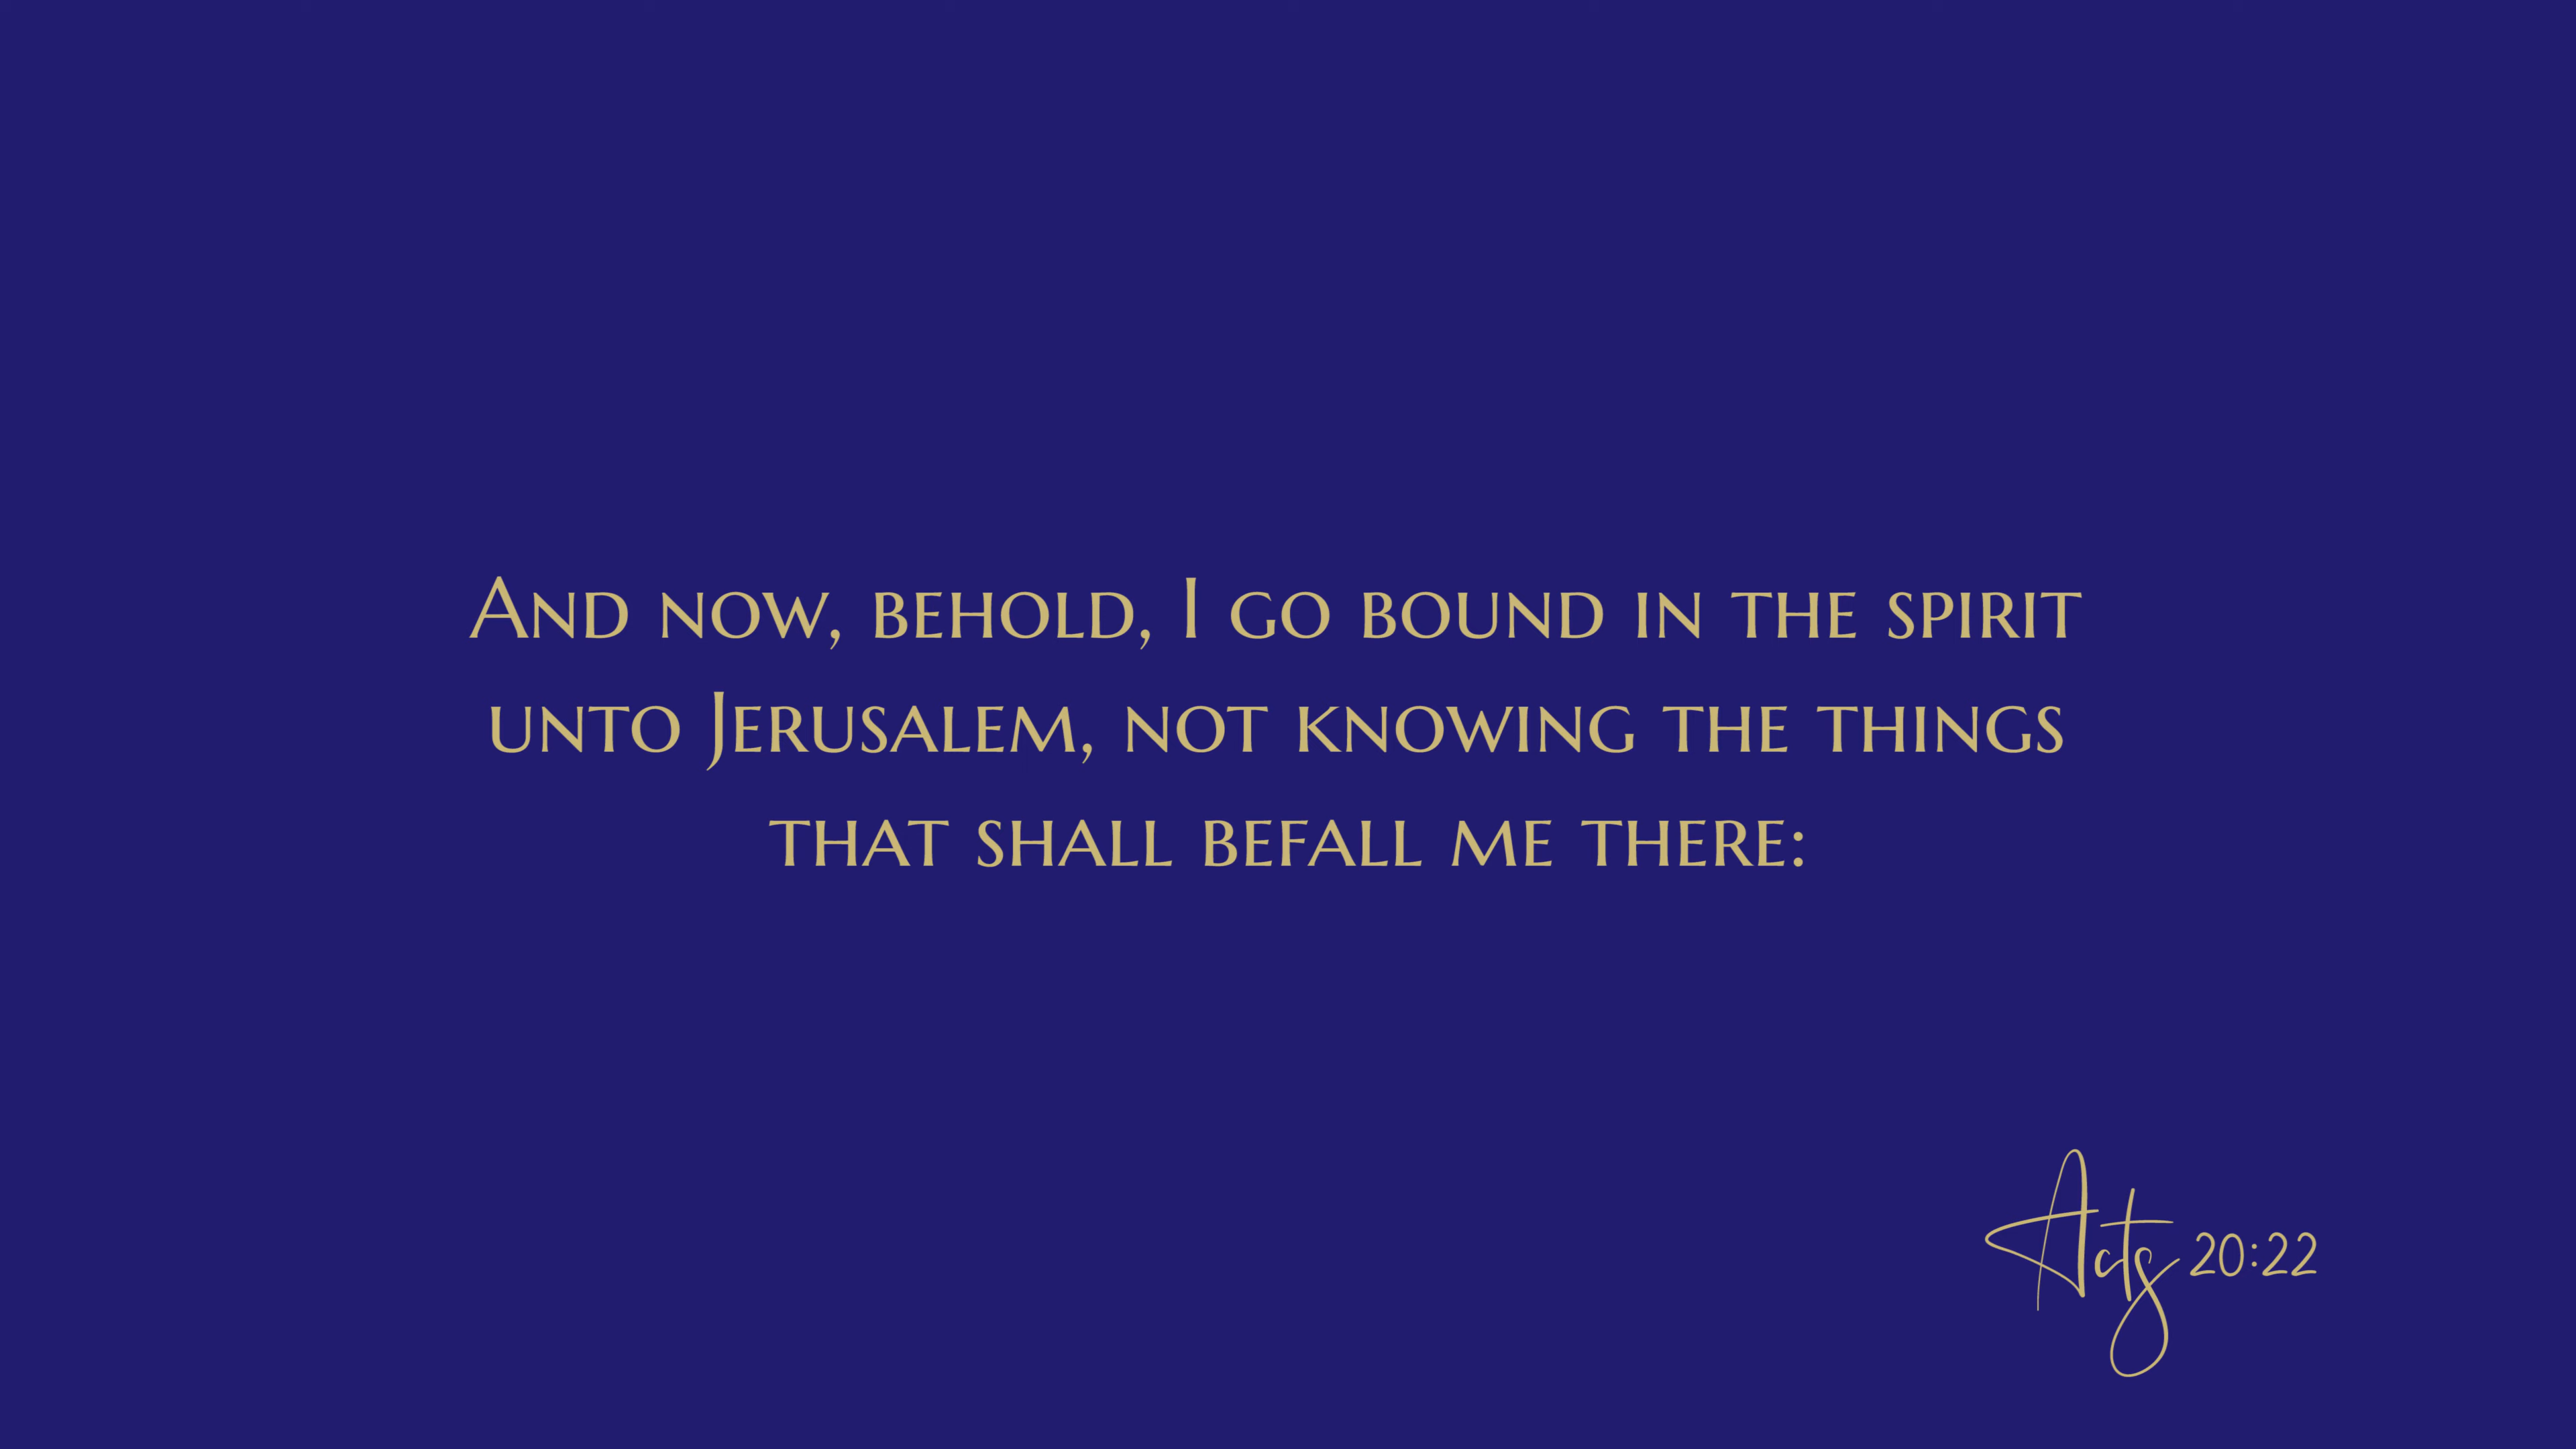 And now, behold, I go bound in the spirit
unto Jerusalem, not knowing the things
that shall befall me there:
Acts 20:22